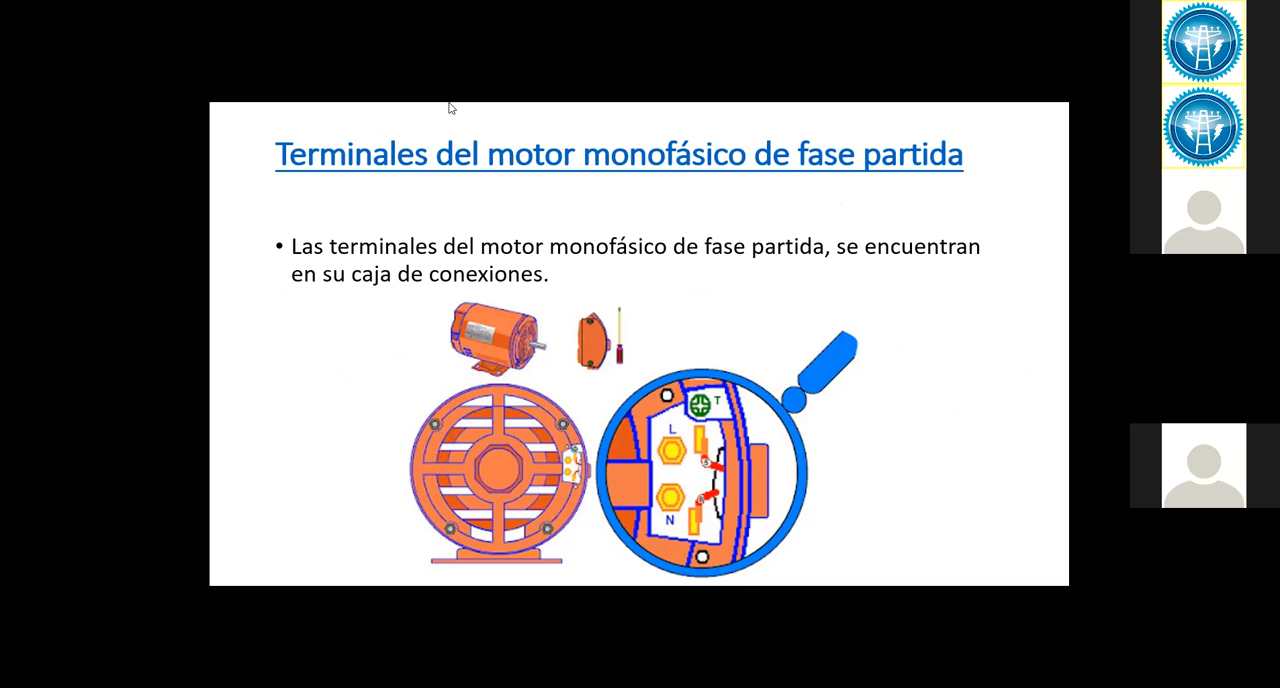 Terminales del motor monofásico de fase partida
• Las terminales del motor monofásico de fase partida, se encuentran
en su caja de conexiones.
T
L
N